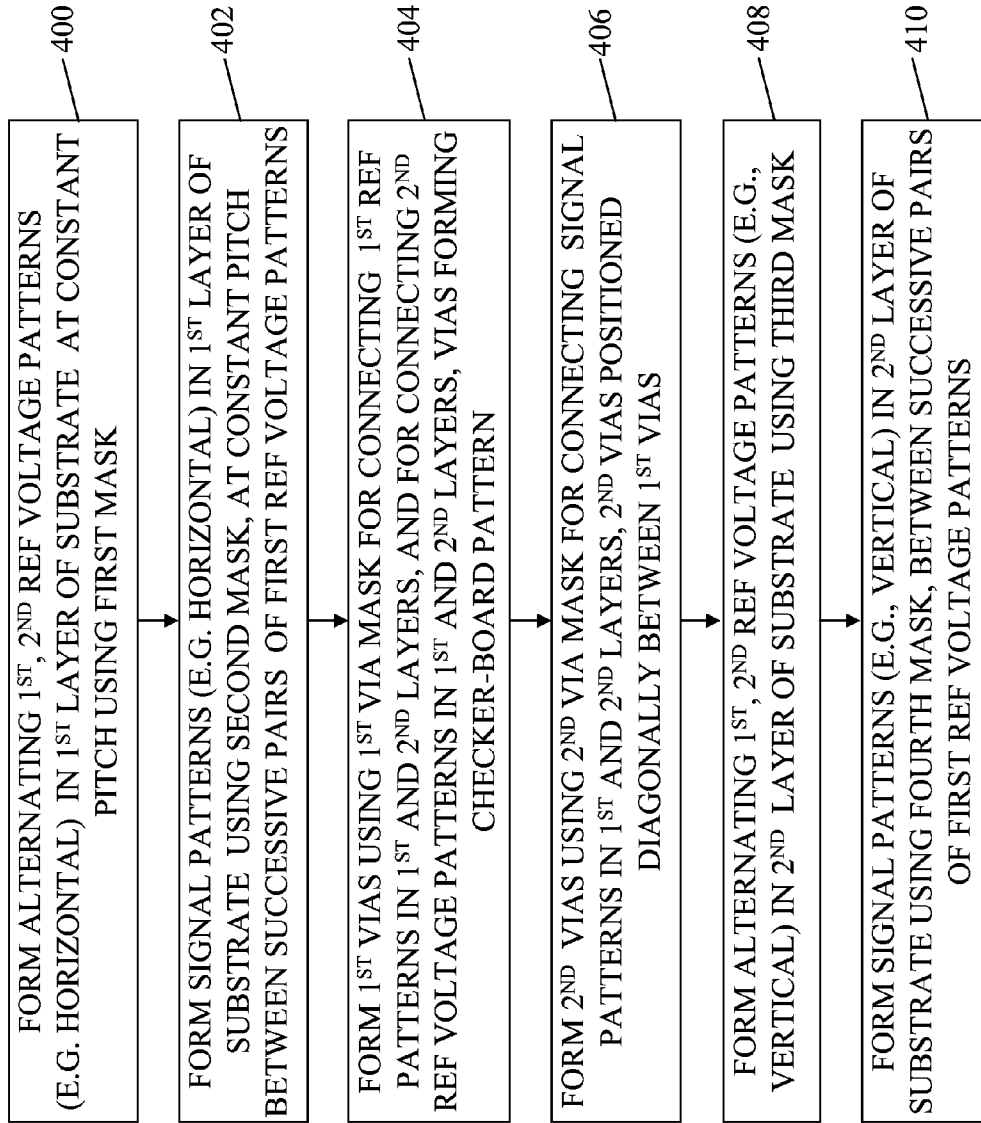 FORM ALTERNATING 1ST, 2ND REF VOLTAGE PATTERNS
(E.G. HORIZONTAL) IN 1ST LAYER OF SUBSTRATE AT CONSTANT
PITCH USING FIRST MASK
400
FORM SIGNAL PATTERNS (E.G. HORIZONTAL) IN 1ST LAYER OF
SUBSTRATE USING SECOND MASK, AT CONSTANT PITCH
BETWEEN SUCCESSIVE PAIRS OF FIRST REF VOLTAGE PATTERNS
402
FORM 1ST VIAS USING 1ST VIA MASK FOR CONNECTING 1ST REF
PATTERNS IN 1ST AND 2ND LAYERS, AND FOR CONNECTING 2ND
REF VOLTAGE PATTERNS IN 1ST AND 2ND LAYERS, VIAS FORMING
CHECKER-BOARD PATTERN
404
FORM 2ND VIAS USING 2ND VIA MASK FOR CONNECTING SIGNAL
PATTERNS IN 1ST AND 2ND LAYERS, 2ND VIAS POSITIONED
DIAGONALLY BETWEEN 1ST VIAS
406
FORM ALTERNATING 1ST, 2ND REF VOLTAGE PATTERNS (E.G.,
VERTICAL) IN 2ND LAYER OF SUBSTRATE USING THIRD MASK
408
FORM SIGNAL PATTERNS (E.G., VERTICAL) IN 2ND LAYER OF
SUBSTRATE USING FOURTH MASK, BETWEEN SUCCESSIVE PAIRS
OF FIRST REF VOLTAGE PATTERNS
410